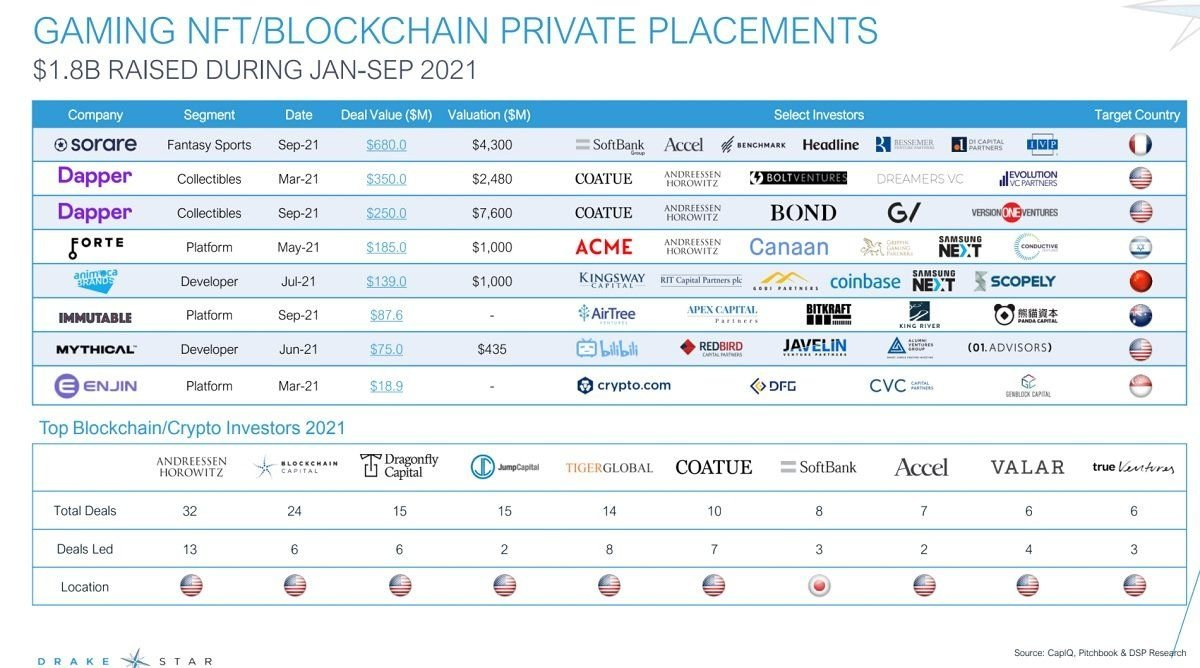 GAMING NFT/BLOCKCHAIN PRIVATE PLACEMENTS
$1.8B RAISED DURING JAN-SEP 2021
Company Segment Date Deal Value ($M) Valuation ($M) Select Investors Target Country
sorare Fantasy Sports Sep-21 $680.0 $4,300 SoftBank Group Accel BENCHMARK Headline BESSEMER VENTURE PARTNERS D1 CAPITAL PARTNERS IVP
Dapper Collectibles Mar-21 $350.0 $2,480 COATUE ANDREESSEN HOROWITZ BOLTVENTURES DREAMERS VC EVOLUTION VC PARTNERS
Dapper Collectibles Sep-21 $250.0 $7,600 COATUE ANDREESSEN HOROWITZ BOND G/ VERSION ONE VENTURES
FORTE Platform May-21 $185.0 $1,000 ACME ANDREESSEN HOROWITZ Canaan GRIFFIN GAMING PARTNERS SAMSUNG NEXT CONDUCTIVE
animoca BRANDS Developer Jul-21 $139.0 $1,000 KINGSWAY CAPITAL RIT Capital Partners plc GOBI PARTNERS coinbase SAMSUNG NEXT SCOPELY
IMMUTABLE Platform Sep-21 $87.6 - AirTree VENTURES APEX CAPITAL Partners BITKRAFT KING RIVER 熊猫資本 PANDA CAPITAL
MYTHICAL Developer Jun-21 $75.0 $435 bilibili REDBIRD CAPITAL PARTNERS JAVELIN VENTURE PARTNERS ALUMNI VENTURES GROUP (01.ADVISORS)
ENJIN Platform Mar-21 $18.9 - crypto.com DFG CVC CAPITAL PARTNERS GENBLOCK CAPITAL
Top Blockchain/Crypto Investors 2021
ANDREESSEN HOROWITZ BLOCKCHAIN CAPITAL Dragonfly Capital JumpCapital TIGERGLOBAL COATUE SoftBank Accel VALAR true Ventures
Total Deals 32 24 15 15 14 10 8 7 6 6
Deals Led 13 6 6 2 8 7 3 2 4 3
Location
Source: CapIQ, Pitchbook & DSP Research
DRAKE STAR